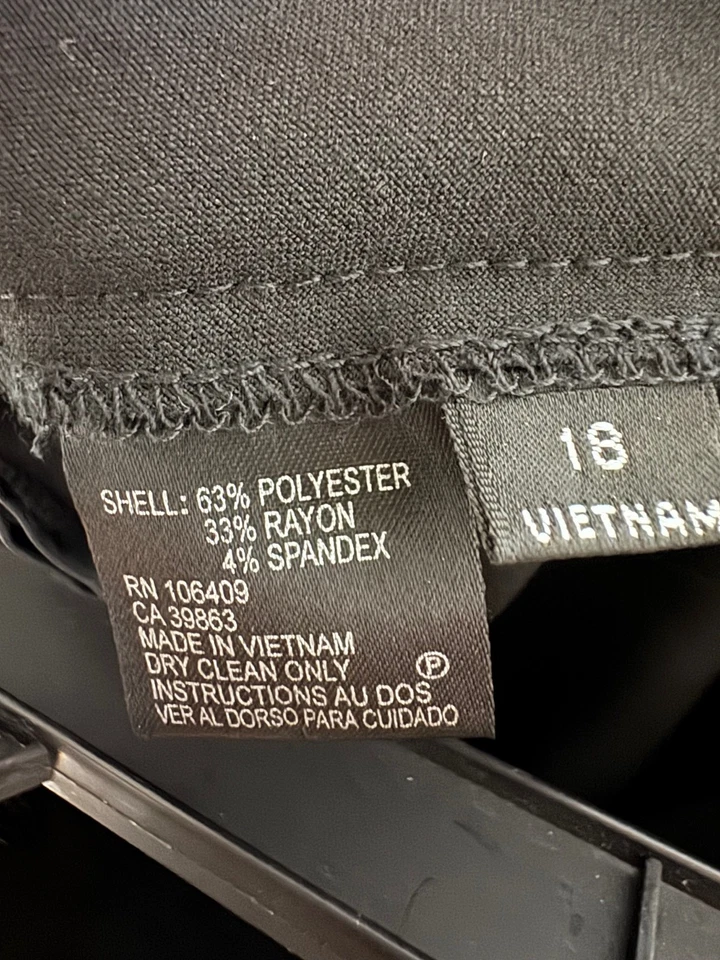 SHELL: 63% POLYESTER
33% RAYON
4% SPANDEX
RN 106409
CA 39863
MADE IN VIETNAM
DRY CLEAN ONLY Ⓟ
INSTRUCTIONS AU DOS
VER AL DORSO PARA CUIDADO
18
VIETNAM